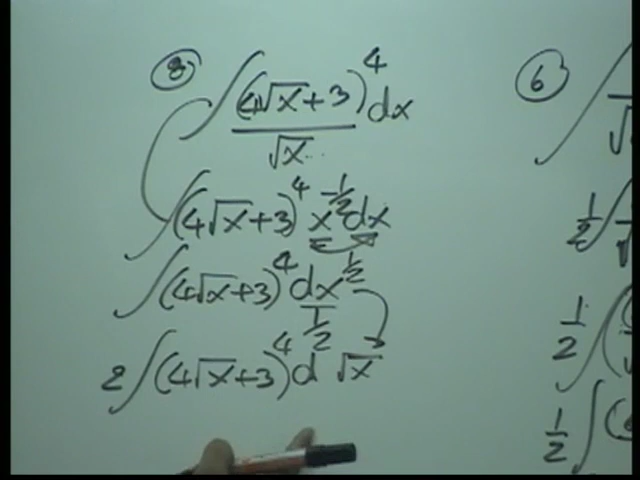 ⑧ ∫ (4√x+3)^4 / √x dx
∫ (4√x+3)^4 x^(-1/2) dx
∫ (4√x+3)^4 d x^(1/2) / (1/2)
2 ∫ (4√x+3)^4 d √x
⑥ ∫
1/2 ∫
1/2 ∫
1/2 ∫